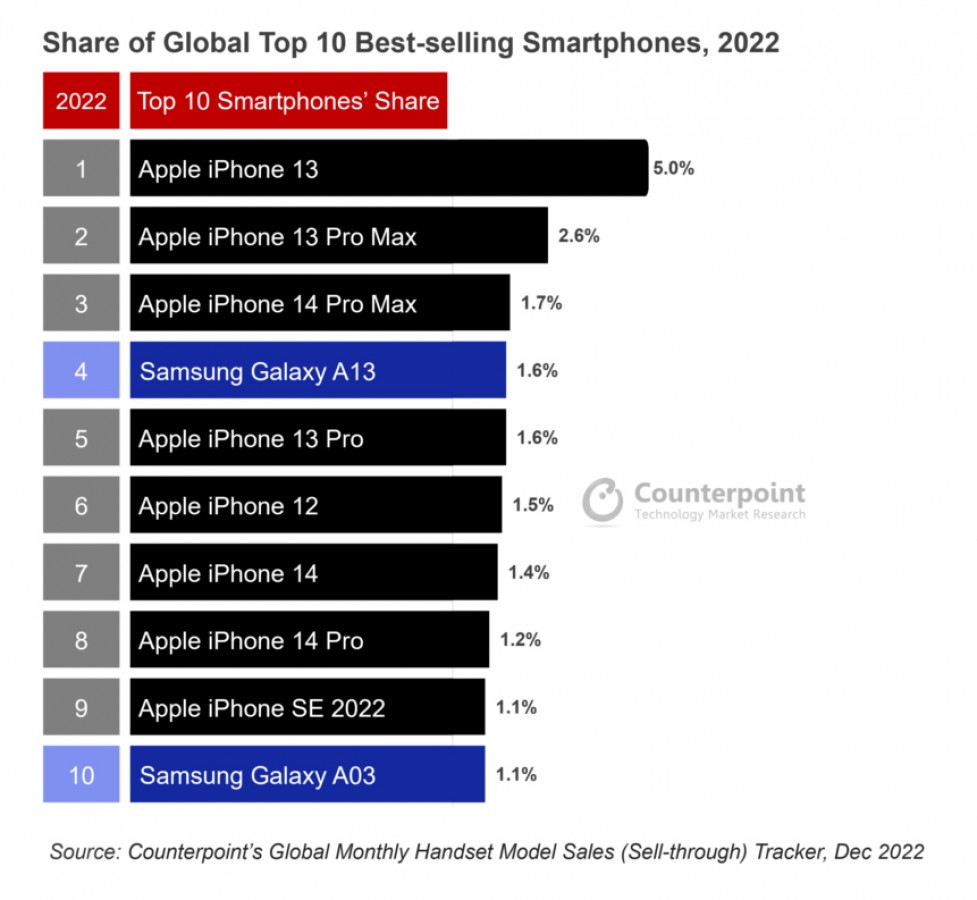 Share of Global Top 10 Best-selling Smartphones, 2022
2022 Top 10 Smartphones’ Share
1 Apple iPhone 13 5.0%
2 Apple iPhone 13 Pro Max 2.6%
3 Apple iPhone 14 Pro Max 1.7%
4 Samsung Galaxy A13 1.6%
5 Apple iPhone 13 Pro 1.6%
6 Apple iPhone 12 1.5%
Counterpoint
Technology Market Research
7 Apple iPhone 14 1.4%
8 Apple iPhone 14 Pro 1.2%
9 Apple iPhone SE 2022 1.1%
10 Samsung Galaxy A03 1.1%
Source: Counterpoint’s Global Monthly Handset Model Sales (Sell-through) Tracker, Dec 2022